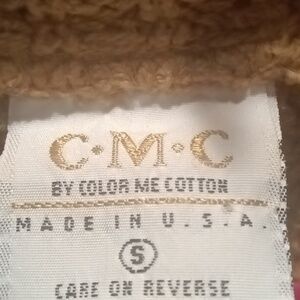 C·M·C
BY COLOR ME COTTON
MADE IN U.S.A.
S
CARE ON REVERSE